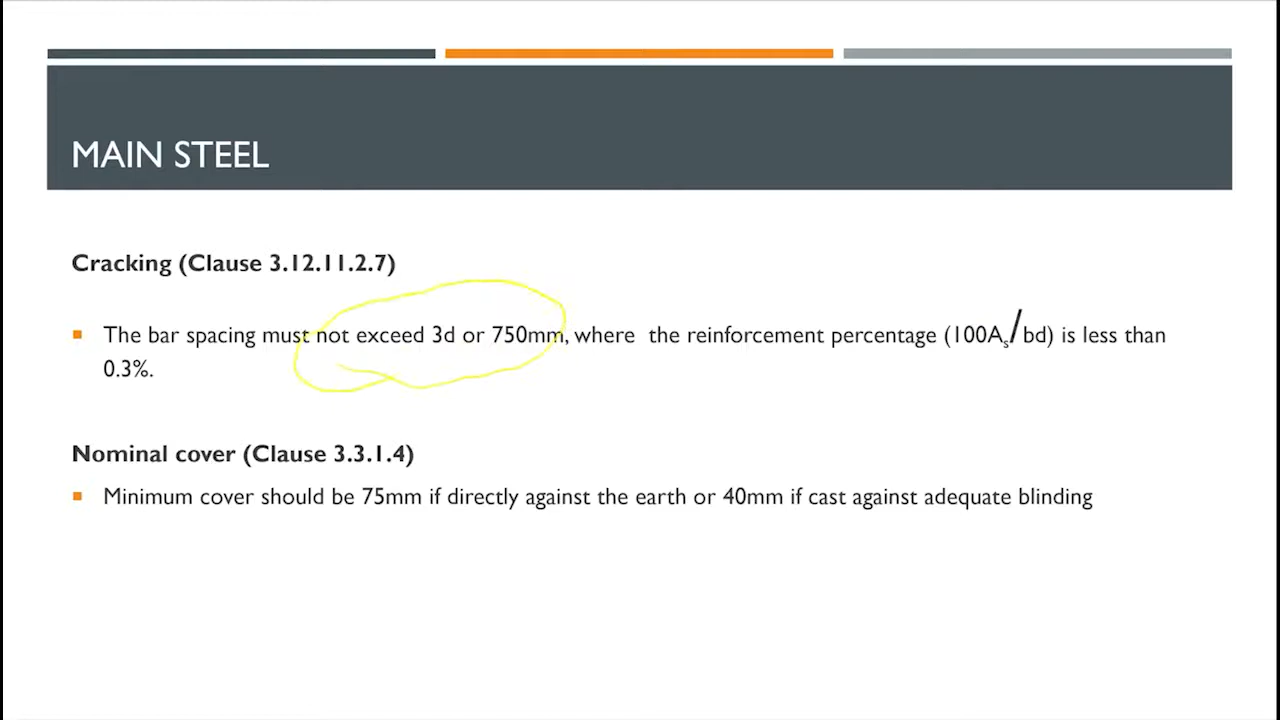 MAIN STEEL
Cracking (Clause 3.12.11.2.7)
The bar spacing must not exceed 3d or 750mm, where the reinforcement percentage (100As/bd) is less than
0.3%.
Nominal cover (Clause 3.3.1.4)
Minimum cover should be 75mm if directly against the earth or 40mm if cast against adequate blinding